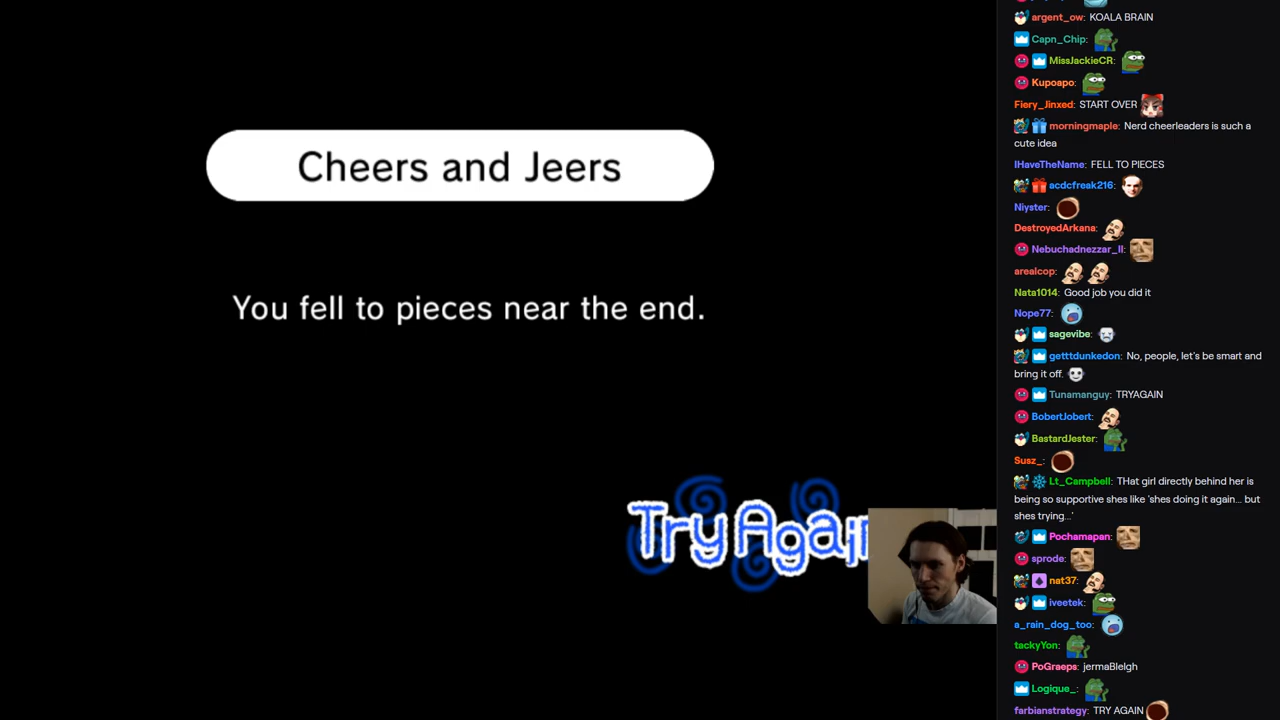 Cheers and Jeers
You fell to pieces near the end.
Try Again
argent_ow: KOALA BRAIN
Capn_Chip:
MissJackieCR:
Kupoapo:
Fiery_Jinxed: START OVER
morningmaple: Nerd cheerleaders is such a
cute idea
IHaveTheName: FELL TO PIECES
acdcfreak216:
Niyster:
DestroyedArkana:
Nebuchadnezzar_II:
arealcop:
Nata1014: Good job you did it
Nope77:
sagevibe:
getttdunkedon: No, people, let's be smart and
bring it off.
Tunamanguy: TRYAGAIN
BobertJobert:
BastardJester:
Susz_:
Lt_Campbell: THat girl directly behind her is
being so supportive shes like 'shes doing it again... but
shes trying...'
Pochamapan:
sprode:
nat37:
iveetek:
a_rain_dog_too:
tackyYon:
PoGraeps: jermaBlelgh
Logique_:
farbianstrategy: TRY AGAIN